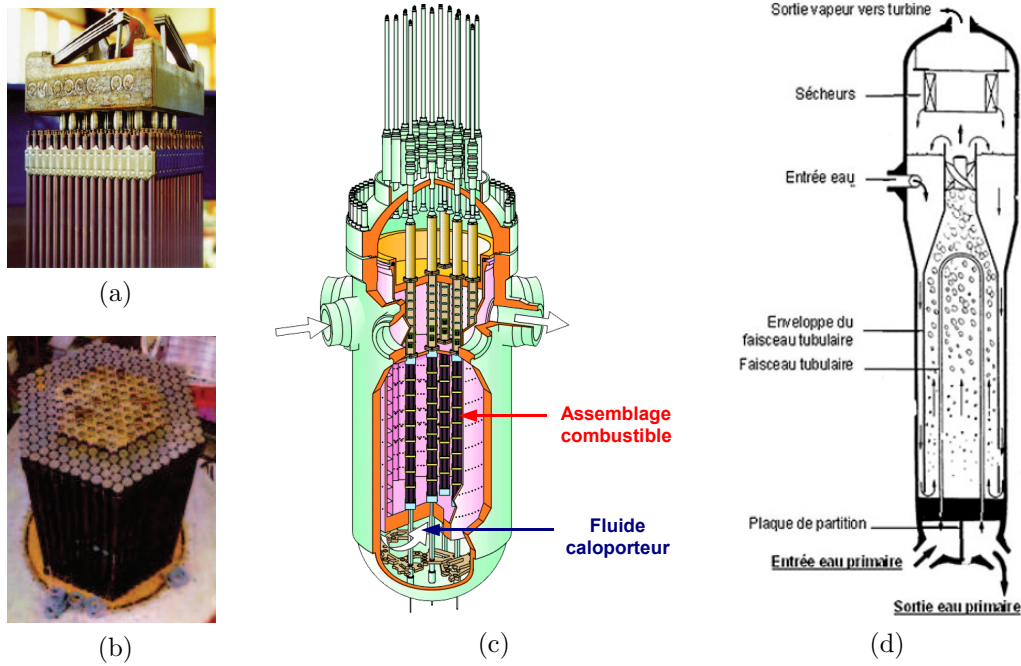 (a)
(b)
Assemblage
combustible
Fluide
caloporteur
(c)
Sortie vapeur vers turbine
Sécheurs
Entrée eau
Enveloppe du
faisceau tubulaire
Faisceau tubulaire
Plaque de partition
Entrée eau primaire
Sortie eau primaire
(d)